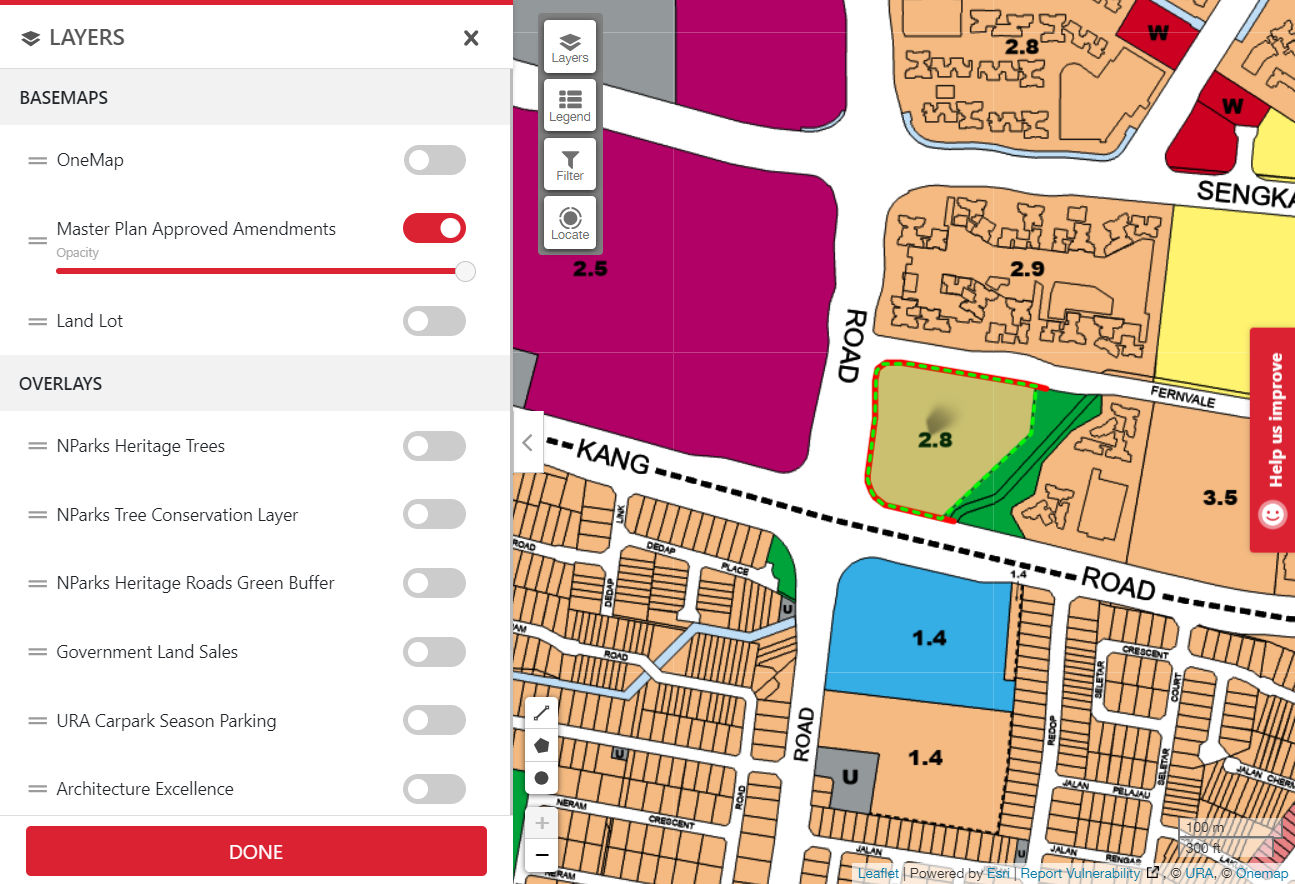 LAYERS
BASEMAPS
OneMap
Master Plan Approved Amendments
Opacity
Land Lot
OVERLAYS
NParks Heritage Trees
NParks Tree Conservation Layer
NParks Heritage Roads Green Buffer
Government Land Sales
URA Carpark Season Parking
Architecture Excellence
DONE
Layers
Legend
Filter
Locate
2.8
W
W
SENGKA
2.5
2.9
ROAD
FERNVALE
2.8
3.5
KANG
ROAD
LINK
ROAD
DEDAP
PLACE
DEDAP
U
1.4
1.4
ROAD
CRESCENT
SELETAR
COURT
ROAD
REDOP
1.4
U
U
SELETAR
JALAN
PELAJAU
JALAN CHERM
ROAD
NERAM
CRESCENT
JALAN
U
JALAN
RENGAS
NERAM
Help us improve
100 m
300 ft
Leaflet | Powered by Esri | Report Vulnerability , © URA, © Onemap